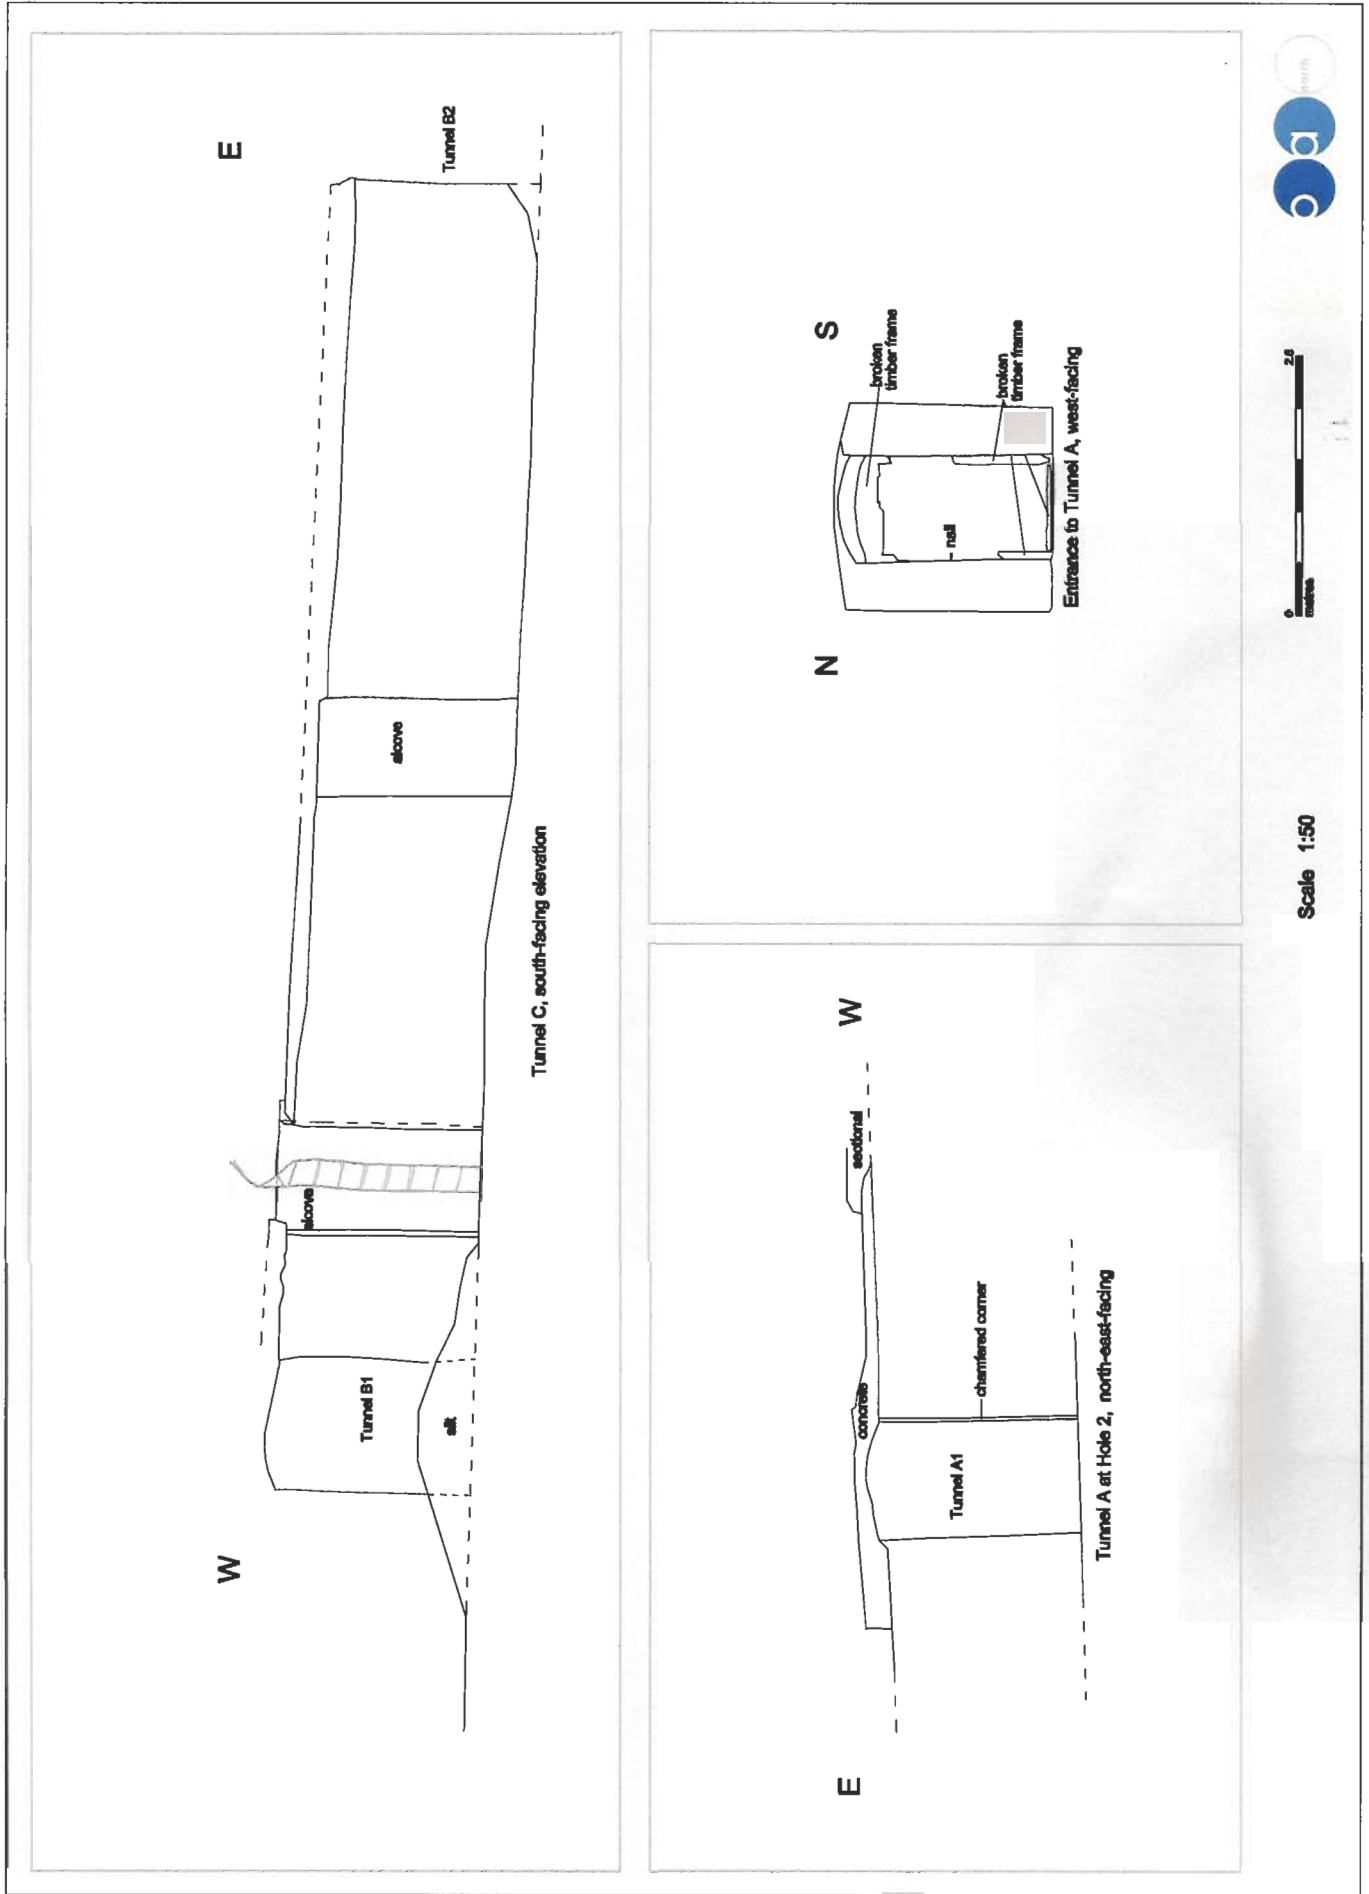 W
E
Tunnel B1
silt
alcove
alcove
Tunnel B2
Tunnel C, south-facing elevation
E
W
concrete
sectional
Tunnel A1
chamfered corner
Tunnel A at Hole 2, north-east-facing
N
S
broken
timber frame
nail
broken
timber frame
Entrance to Tunnel A, west-facing
Scale 1:50
0
2.5
metres
north